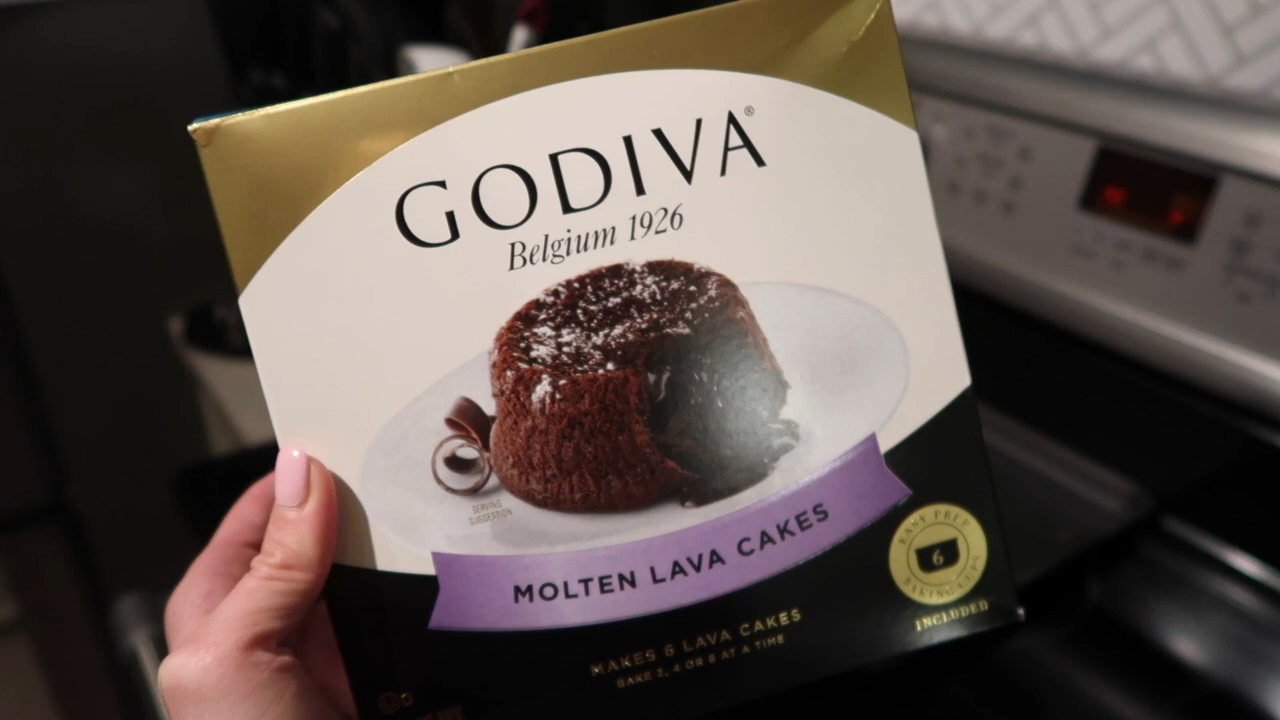 GODIVA®
Belgium 1926
SERVING
SUGGESTION
MOLTEN LAVA CAKES
EASY PREP
6
BAKING CUPS
INCLUDED
MAKES 6 LAVA CAKES
BAKE 2, 4 OR 6 AT A TIME